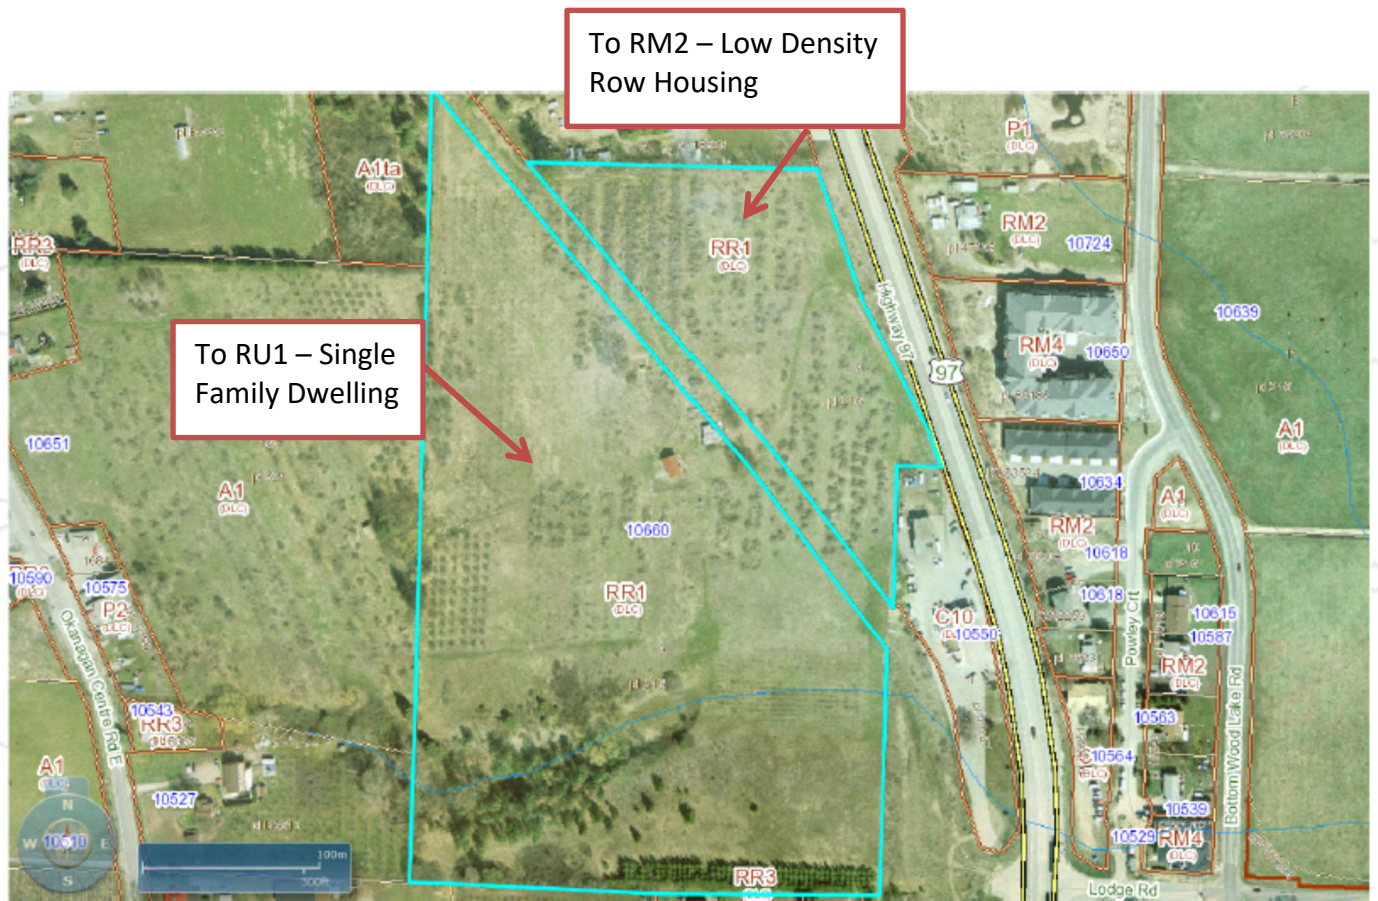 To RM2 – Low Density
Row Housing
P1
(DLC)
A1ta
(DLC)
RM2
(DLC)
10724
RR3
(DLC)
RR1
(DLC)
Highway 97
10639
RM4
(DLC)
10650
To RU1 – Single
Family Dwelling
97
A1
(DLC)
10651
A1
(DLC)
10634
A1
(DLC)
10660
RM2
(DLC)
10618
10590
10575
RR1
(DLC)
10618
P2
(DLC)
C10
10550
10615
10587
Okanagan Centre Rd E
Powley Crt
RM2
(DLC)
10543
RR3
10563
Bottom Wood Lake Rd
10564
(DLC)
A1
10527
N
W
E
S
10510
10539
10529
RM4
(DLC)
100m
300ft
RR3
(DLC)
Lodge Rd